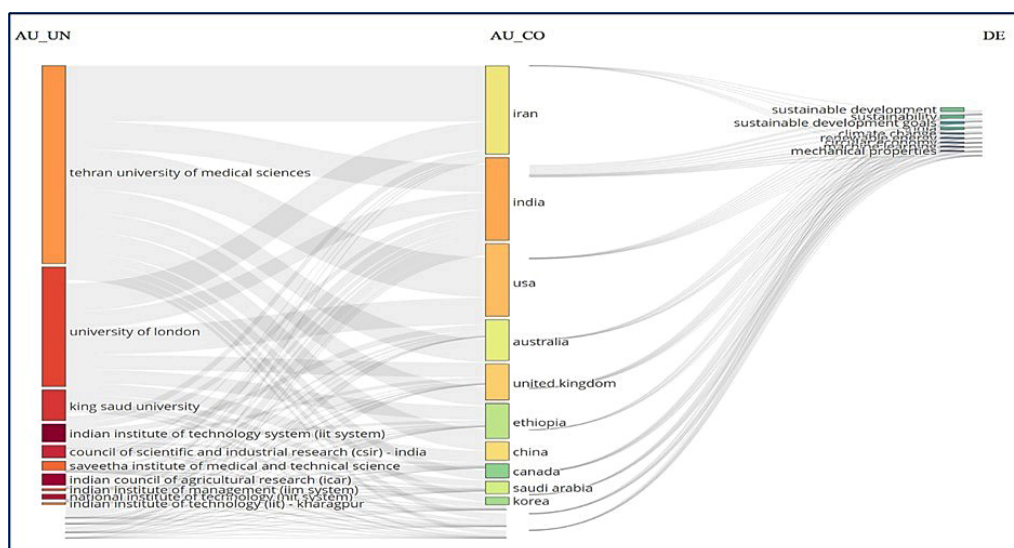 AU_UN
AU_CO
DE
tehran university of medical sciences
university of london
king saud university
indian institute of technology system (iit system)
council of scientific and industrial research (csir) - india
saveetha institute of medical and technical science
indian council of agricultural research (icar)
indian institute of management (iim system)
national institute of technology (nit system)
indian institute of technology (iit) - kharagpur
iran
india
usa
australia
united kingdom
ethiopia
china
canada
saudi arabia
korea
sustainable development
sustainability
sustainable development goals
climate change
renewable energy
circular economy
mechanical properties